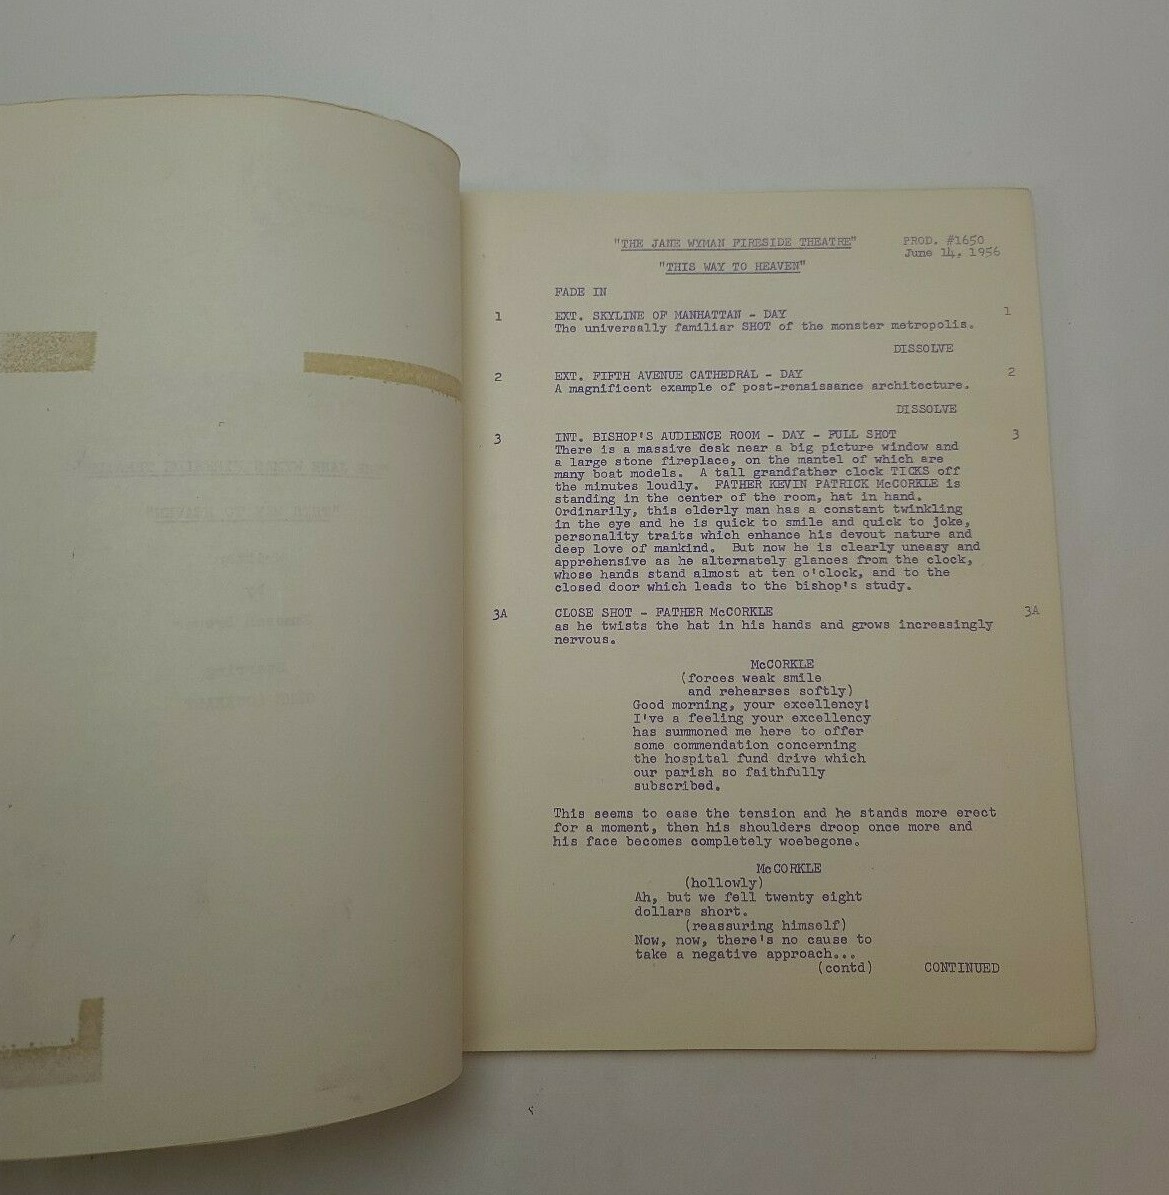 "THE JANE WYMAN FIRESIDE THEATRE"
PROD. #1650
June 14, 1956
"THIS WAY TO HEAVEN"
FADE IN
1 EXT. SKYLINE OF MANHATTAN - DAY 1
The universally familiar SHOT of the monster metropolis.
DISSOLVE
2 EXT. FIFTH AVENUE CATHEDRAL - DAY 2
A magnificent example of post-renaissance architecture.
DISSOLVE
3 INT. BISHOP'S AUDIENCE ROOM - DAY - FULL SHOT 3
There is a massive desk near a big picture window and
a large stone fireplace, on the mantel of which are
many boat models. A tall grandfather clock TICKS off
the minutes loudly. FATHER KEVIN PATRICK McCORKLE is
standing in the center of the room, hat in hand.
Ordinarily, this elderly man has a constant twinkling
in the eye and he is quick to smile and quick to joke,
personality traits which enhance his devout nature and
deep love of mankind. But now he is clearly uneasy and
apprehensive as he alternately glances from the clock,
whose hands stand almost at ten o'clock, and to the
closed door which leads to the bishop's study.
3A CLOSE SHOT - FATHER McCORKLE 3A
as he twists the hat in his hands and grows increasingly
nervous.
McCORKLE
(forces weak smile
and rehearses softly)
Good morning, your excellency!
I've a feeling your excellency
has summoned me here to offer
some commendation concerning
the hospital fund drive which
our parish so faithfully
subscribed.
This seems to ease the tension and he stands more erect
for a moment, then his shoulders droop once more and
his face becomes completely woebegone.
McCORKLE
(hollowly)
Ah, but we fell twenty eight
dollars short.
(reassuring himself)
Now, now, there's no cause to
take a negative approach...
(contd) CONTINUED